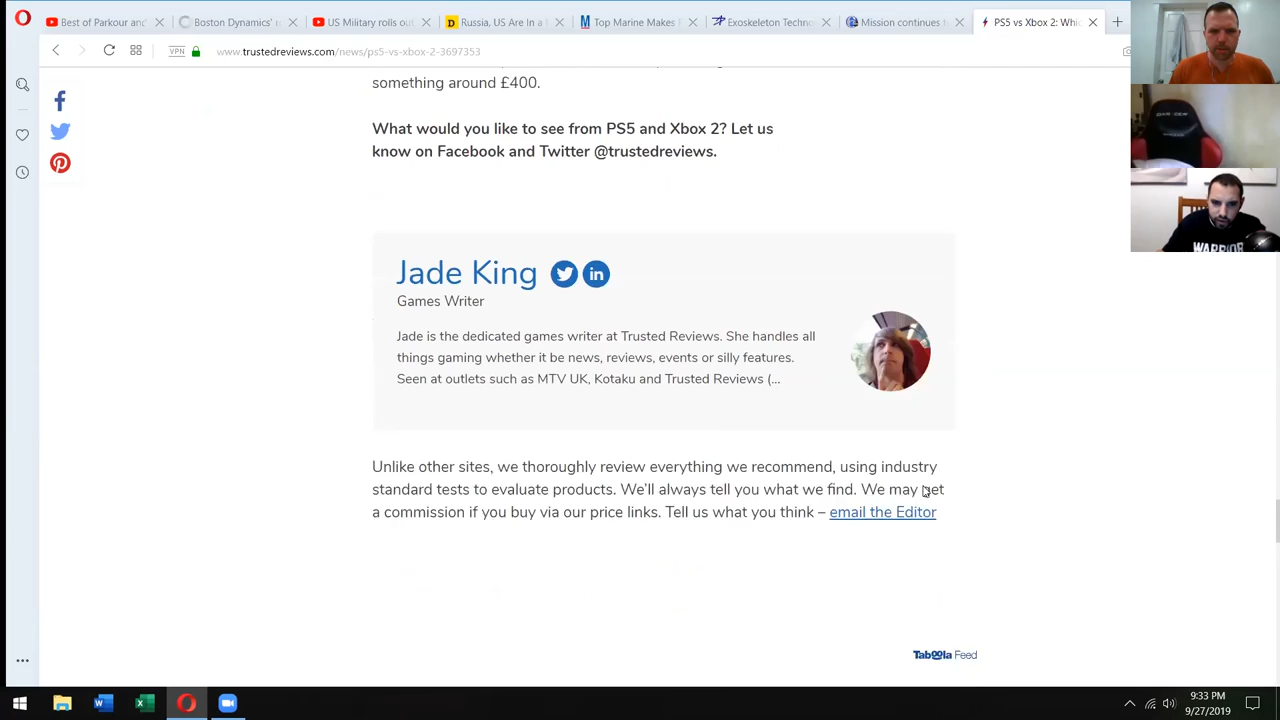 Best of Parkour and
Boston Dynamics' r
US Military rolls out
Russia, US Are In a
Top Marine Makes
Exoskeleton Techno
Mission continues f
PS5 vs Xbox 2: Whic
VPN
www.trustedreviews.com/news/ps5-vs-xbox-2-3697353
something around £400.
What would you like to see from PS5 and Xbox 2? Let us
know on Facebook and Twitter @trustedreviews.
Jade King
Games Writer
Jade is the dedicated games writer at Trusted Reviews. She handles all
things gaming whether it be news, reviews, events or silly features.
Seen at outlets such as MTV UK, Kotaku and Trusted Reviews (...
Unlike other sites, we thoroughly review everything we recommend, using industry
standard tests to evaluate products. We'll always tell you what we find. We may get
a commission if you buy via our price links. Tell us what you think – email the Editor
Taboola Feed
WARRIOR
9:33 PM
9/27/2019